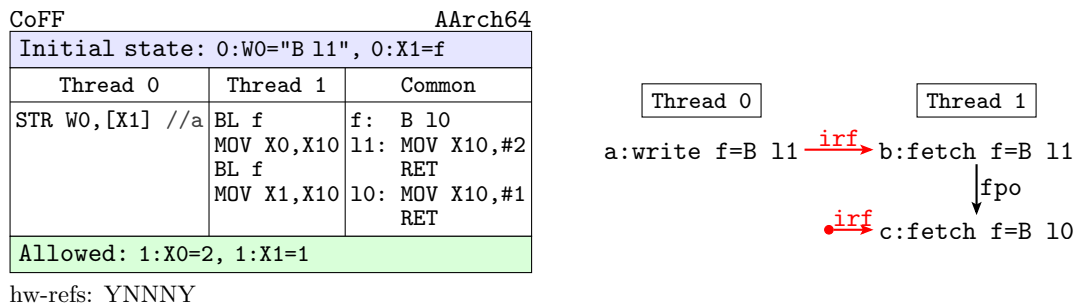 CoFF AArch64
Initial state: 0:W0="B l1", 0:X1=f
Thread 0 Thread 1 Common
STR W0,[X1] //a BL f f: B l0
MOV X0,X10 l1: MOV X10,#2
BL f RET
MOV X1,X10 l0: MOV X10,#1
RET
Allowed: 1:X0=2, 1:X1=1
hw-refs: YNNNY
Thread 0 Thread 1
a:write f=B l1 irf b:fetch f=B l1
fpo
irf c:fetch f=B l0